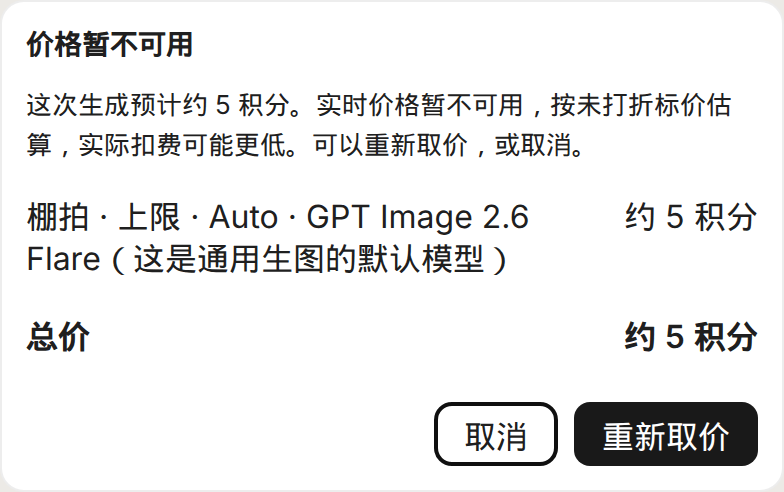 价格暂不可用
这次生成预计约 5 积分。实时价格暂不可用，按未打折标价估
算，实际扣费可能更低。可以重新取价，或取消。
棚拍 · 上限 · Auto · GPT Image 2.6 约 5 积分
Flare（这是通用生图的默认模型）
总价 约 5 积分
取消 重新取价